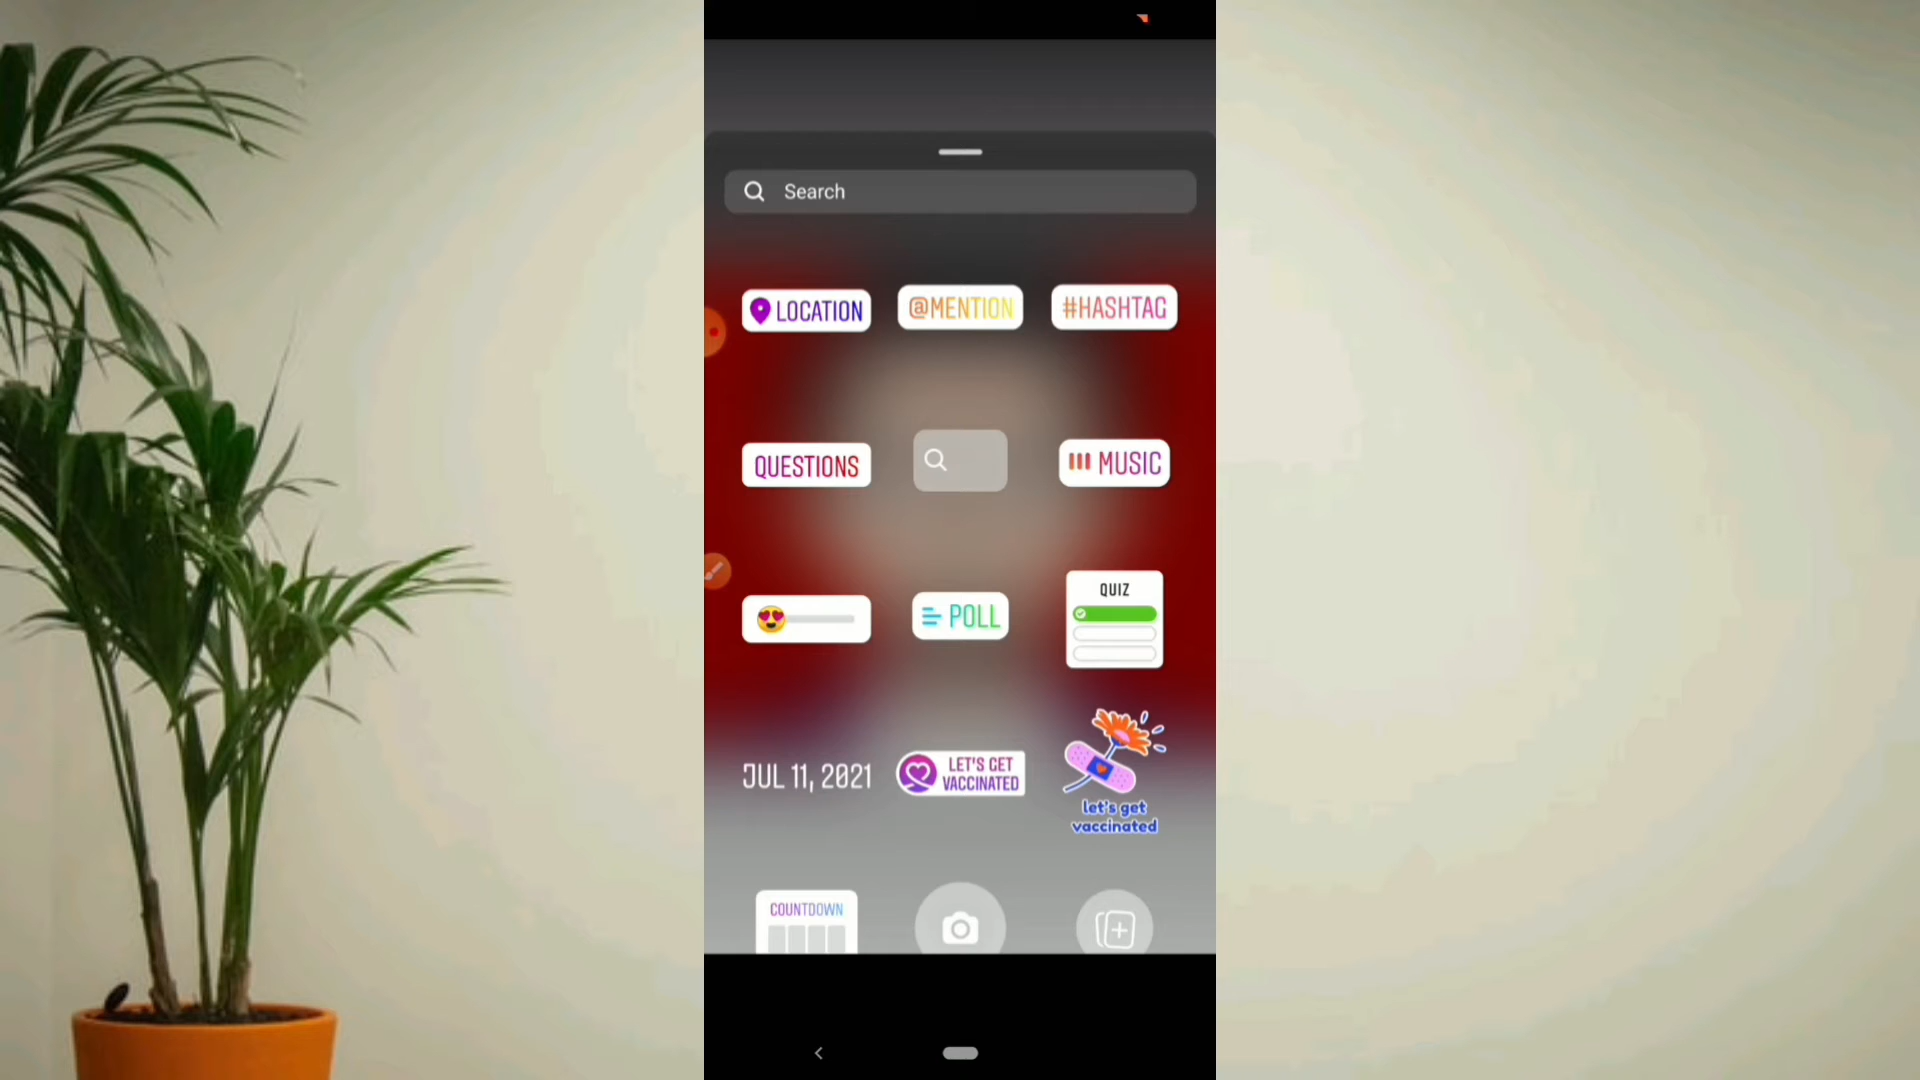 Search
LOCATION
@MENTION
#HASHTAG
QUESTIONS
MUSIC
POLL
QUIZ
JUL 11, 2021
LET'S GET
VACCINATED
let's get
vaccinated
COUNTDOWN